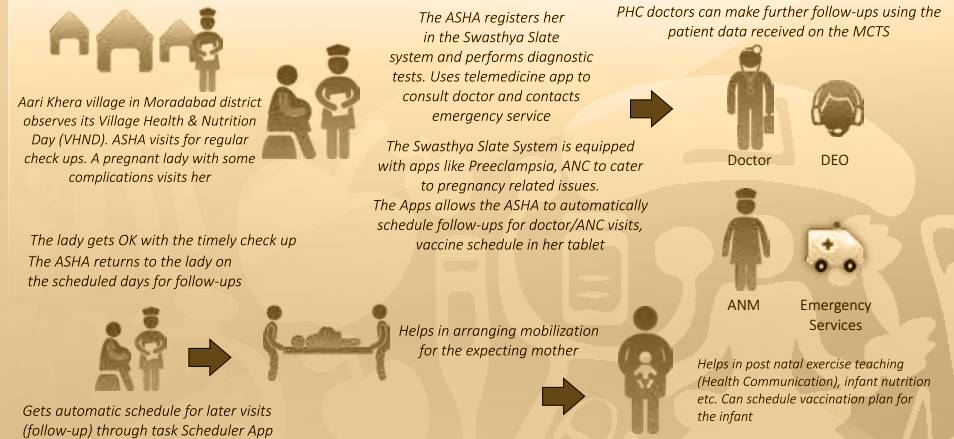 Aari Khera village in Moradabad district
observes its Village Health & Nutrition
Day (VHND). ASHA visits for regular
check ups. A pregnant lady with some
complications visits her
The ASHA registers her
in the Swasthya Slate
system and performs diagnostic
tests. Uses telemedicine app to
consult doctor and contacts
emergency service
The Swasthya Slate System is equipped
with apps like Preeclampsia, ANC to cater
to pregnancy related issues.
The Apps allows the ASHA to automatically
schedule follow-ups for doctor/ANC visits,
vaccine schedule in her tablet
PHC doctors can make further follow-ups using the
patient data received on the MCTS
Doctor
DEO
ANM
Emergency
Services
The lady gets OK with the timely check up
The ASHA returns to the lady on
the scheduled days for follow-ups
Gets automatic schedule for later visits
(follow-up) through task Scheduler App
Helps in arranging mobilization
for the expecting mother
Helps in post natal exercise teaching
(Health Communication), infant nutrition
etc. Can schedule vaccination plan for
the infant